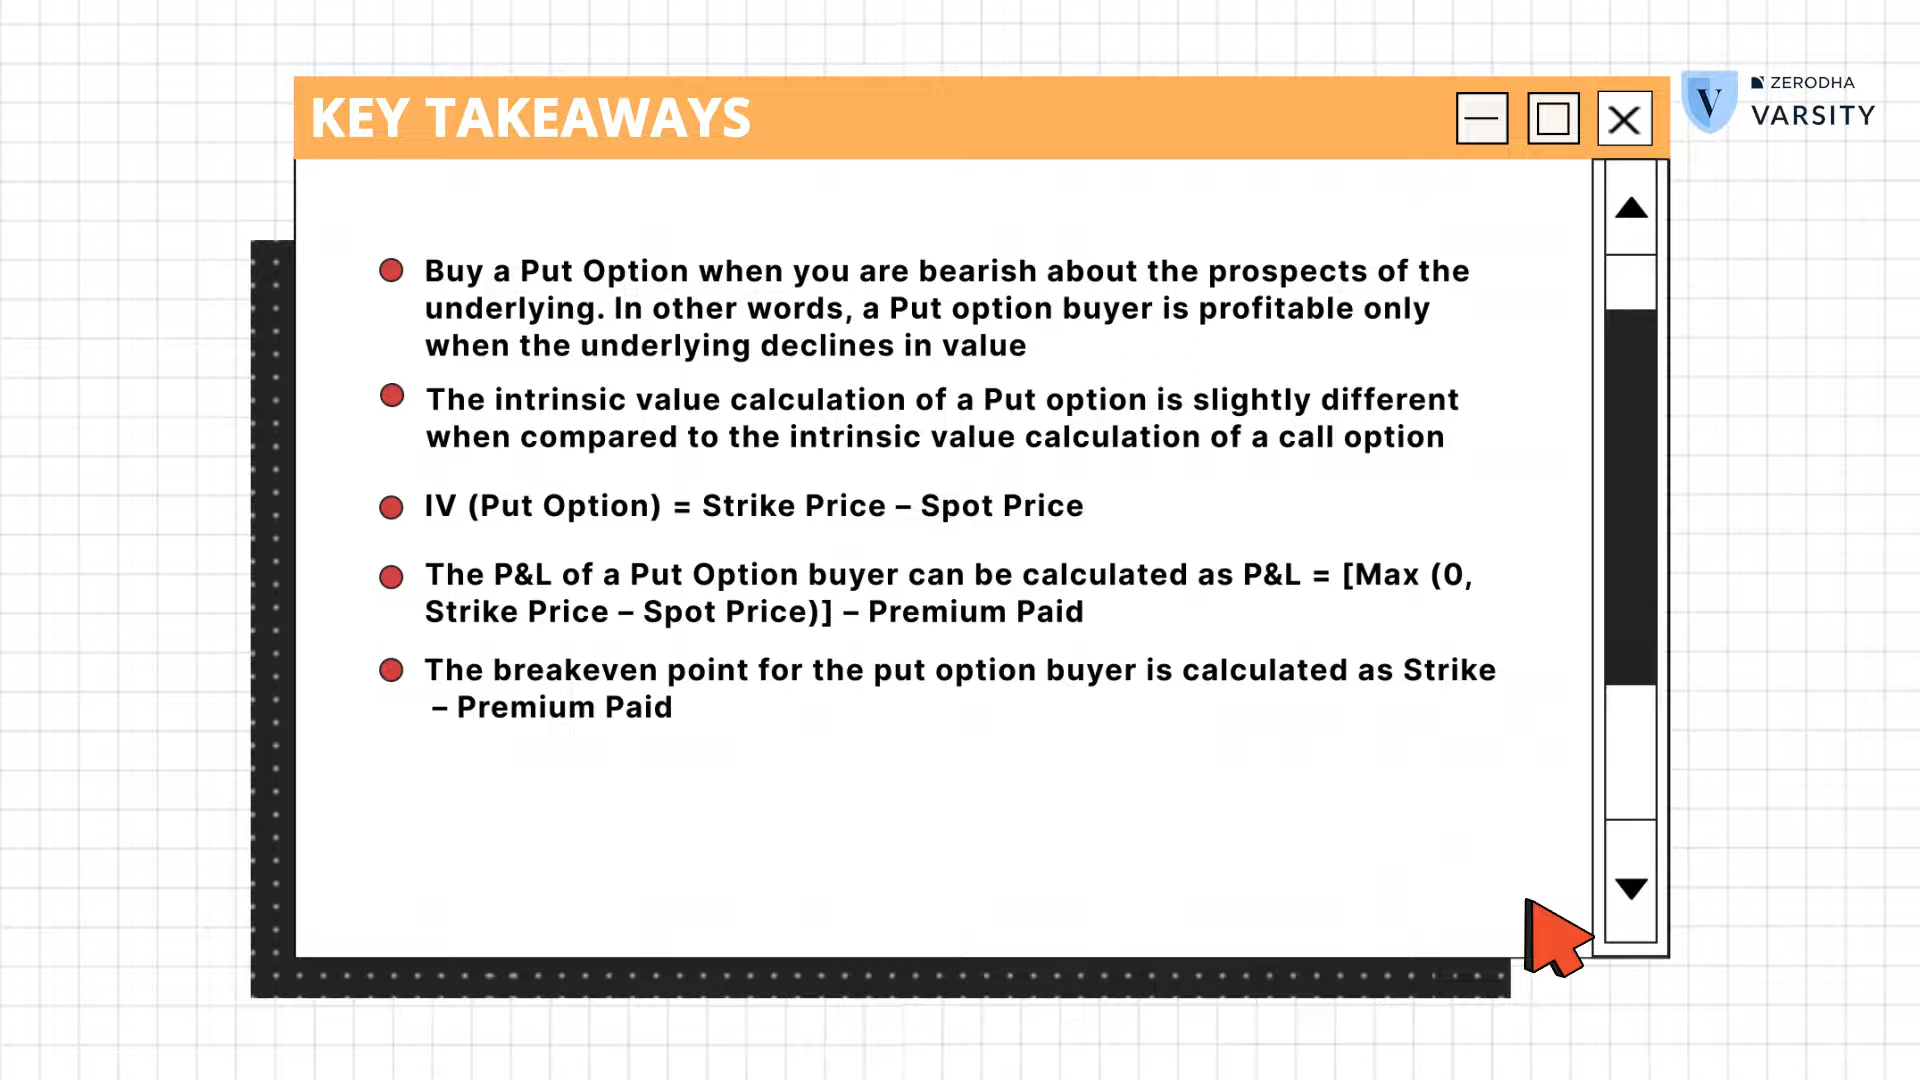 KEY TAKEAWAYS
ZERODHA
VARSITY
Buy a Put Option when you are bearish about the prospects of the
underlying. In other words, a Put option buyer is profitable only
when the underlying declines in value
The intrinsic value calculation of a Put option is slightly different
when compared to the intrinsic value calculation of a call option
IV (Put Option) = Strike Price – Spot Price
The P&L of a Put Option buyer can be calculated as P&L = [Max (0,
Strike Price – Spot Price)] – Premium Paid
The breakeven point for the put option buyer is calculated as Strike
– Premium Paid